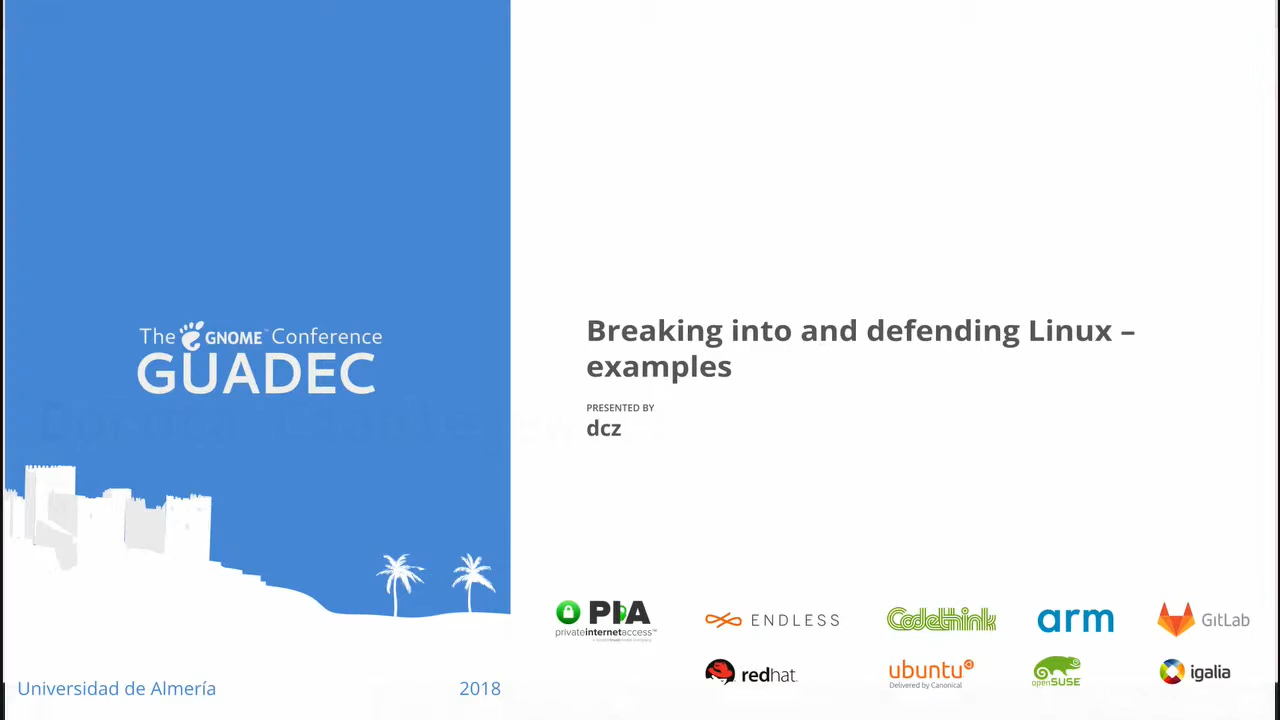 The GNOME Conference
GUADEC
Breaking into and defending Linux –
examples
PRESENTED BY
dcz
PIA
privateinternetaccess™
ENDLESS
Codethink
arm
GitLab
redhat.
ubuntu
Delivered by Canonical
openSUSE
igalia
Universidad de Almería
2018